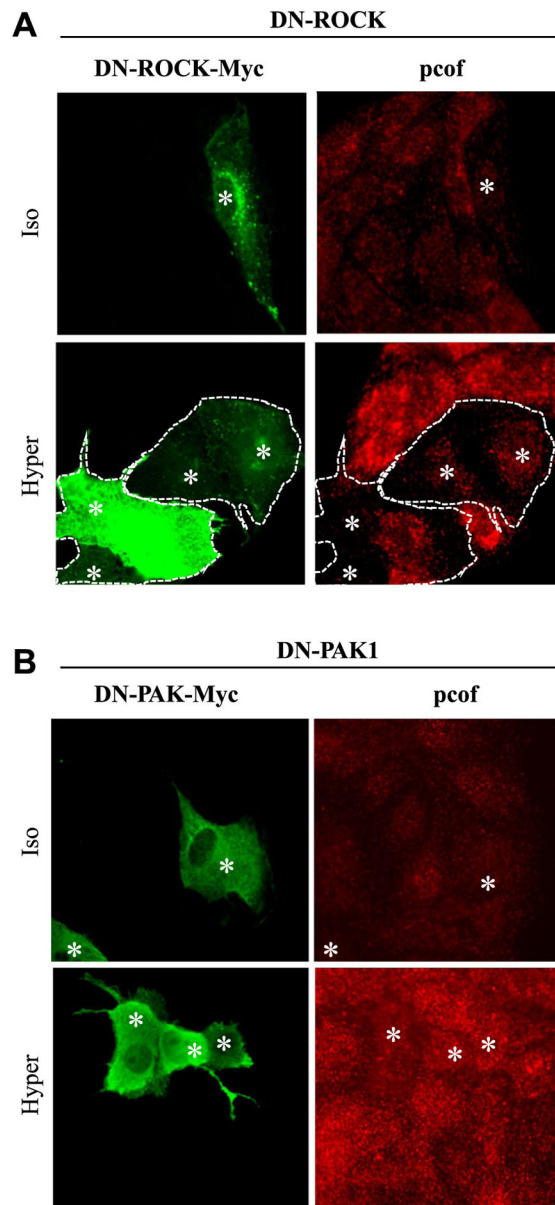 A
DN-ROCK
DN-ROCK-Myc pcof
Iso
*
*
Hyper
* *
* *
* *
* *
B
DN-PAK1
DN-PAK-Myc pcof
Iso
* *
* *
Hyper
* * *
* * *